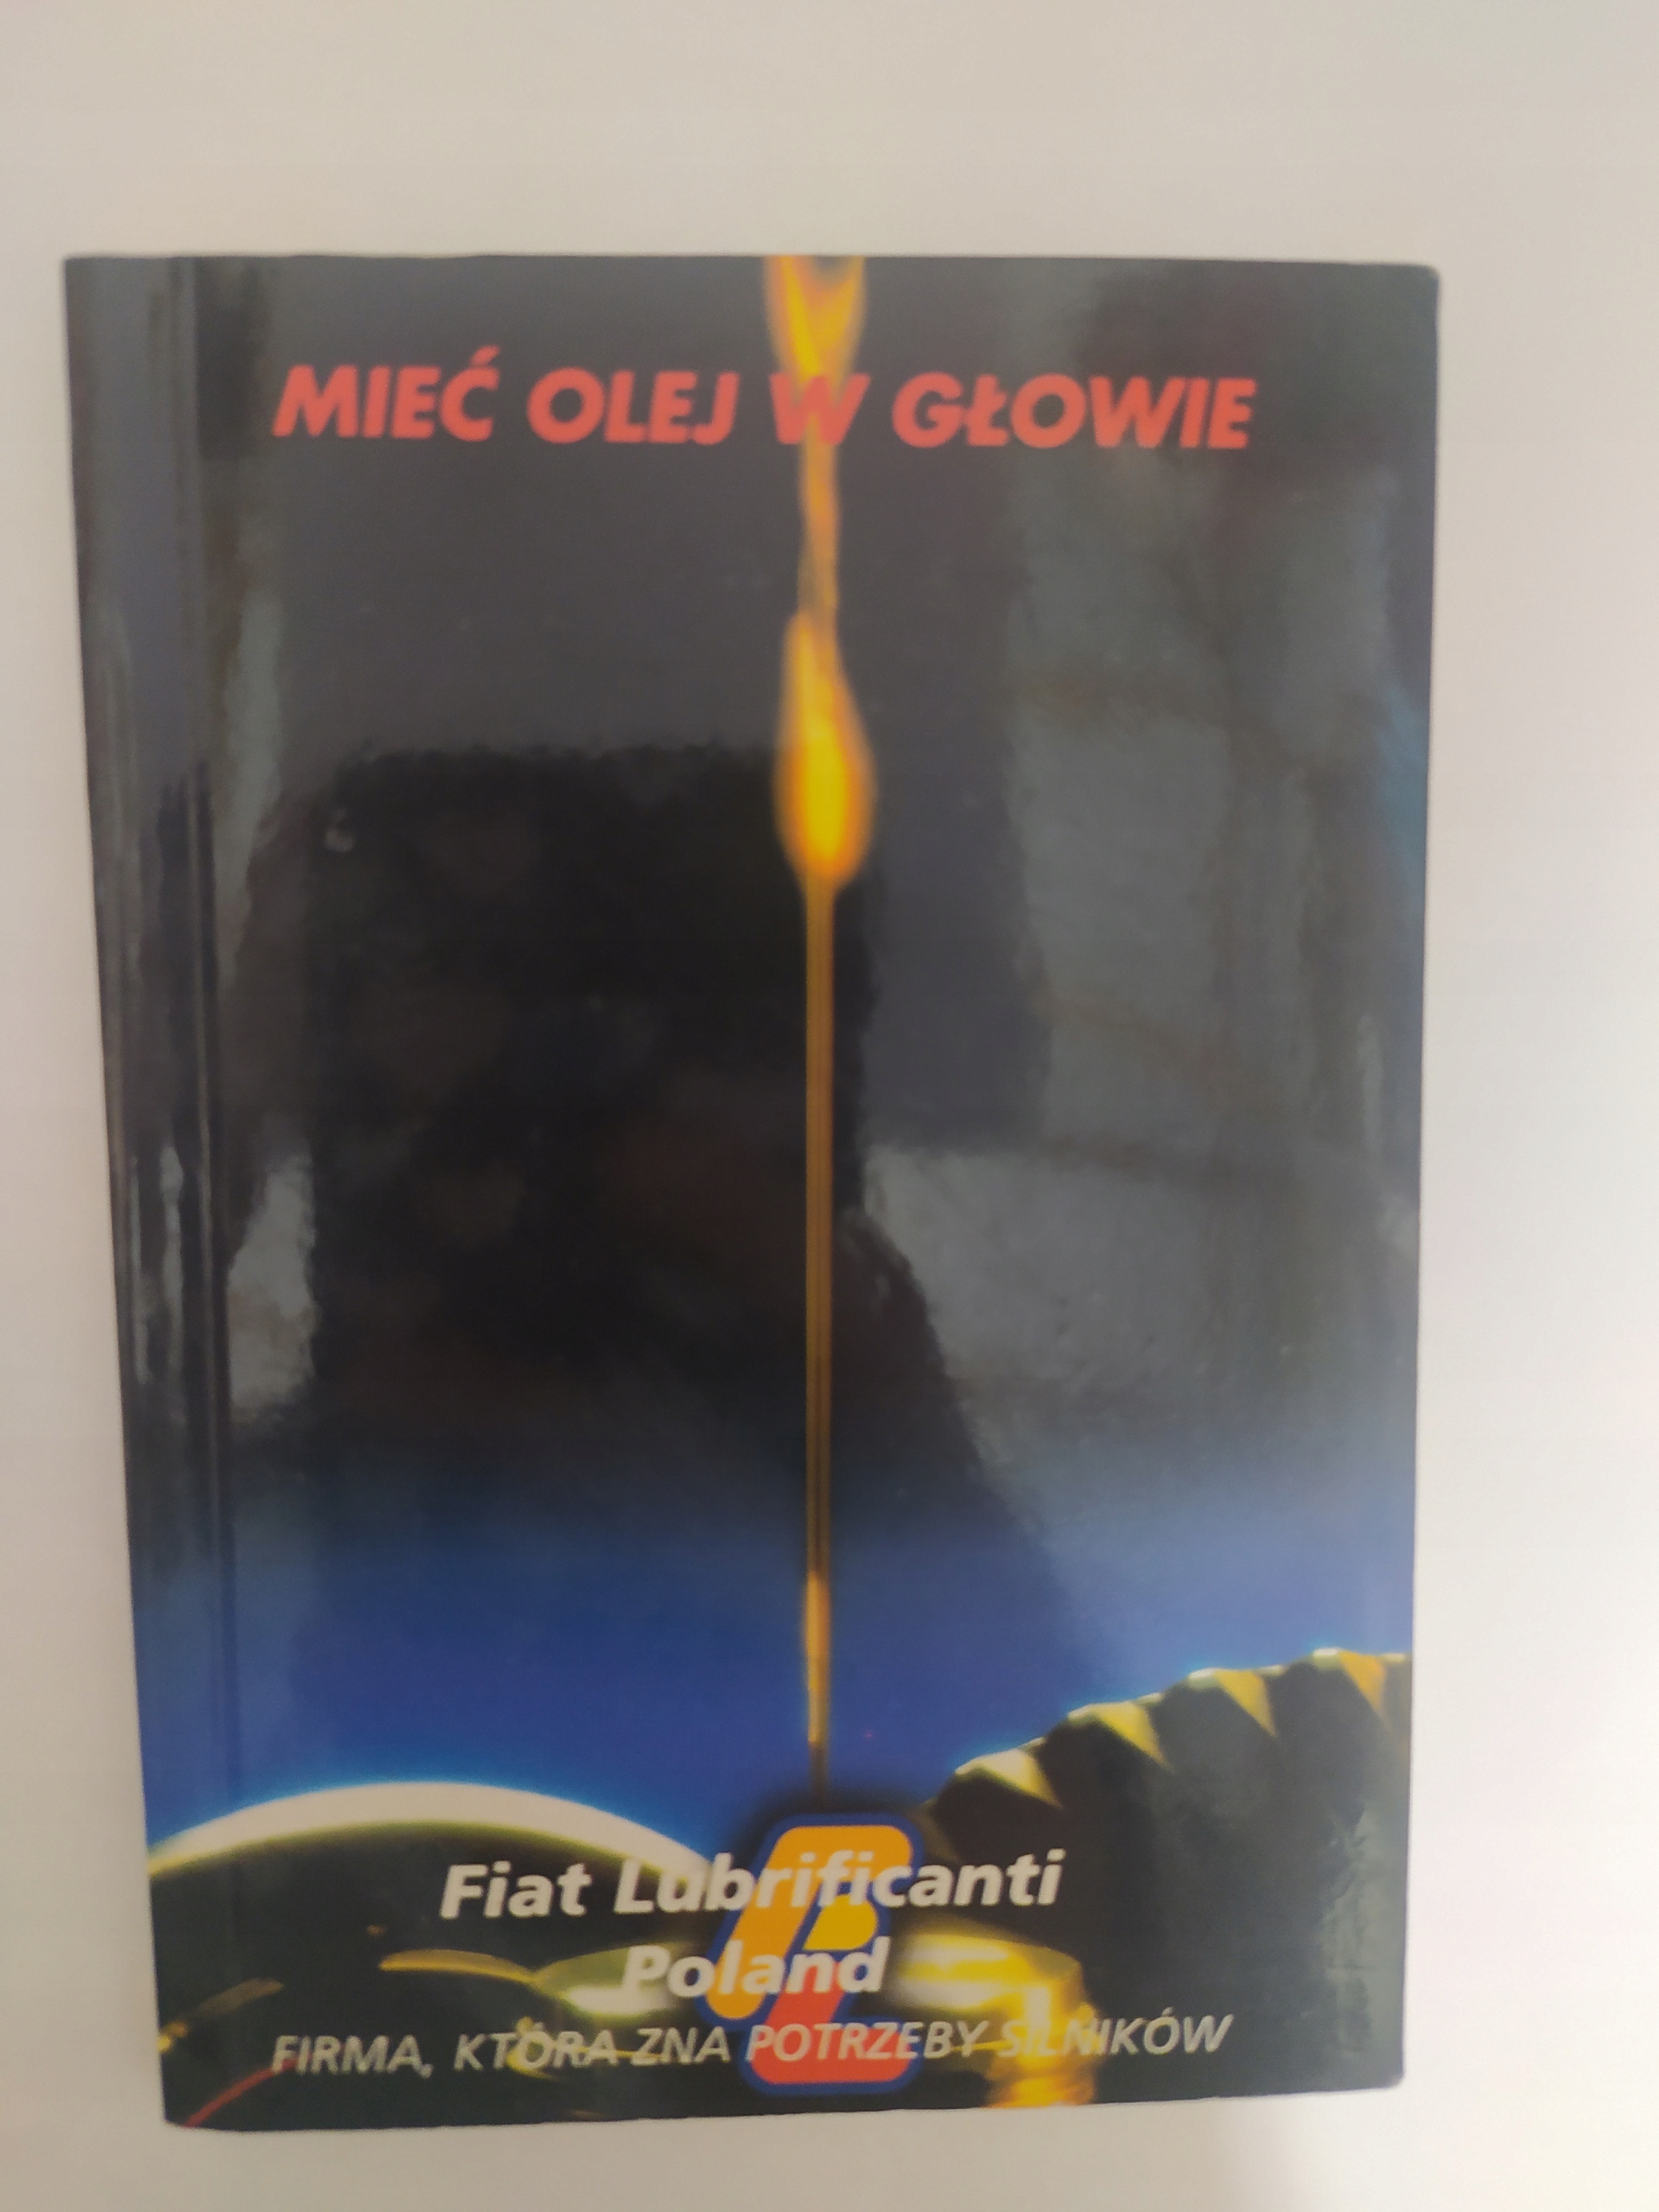 MIEĆ OLEJ W GŁOWIE
Fiat Lubrificanti
Poland
FIRMA, KTÓRA ZNA POTRZEBY SILNIKÓW